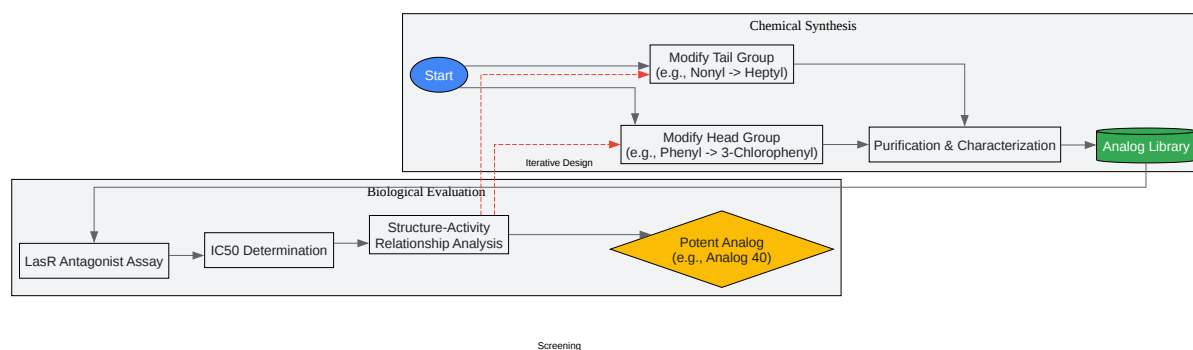 Chemical Synthesis
Start
Modify Tail Group
(e.g., Nonyl -> Heptyl)
Modify Head Group
(e.g., Phenyl -> 3-Chlorophenyl)
Purification & Characterization
Analog Library
Iterative Design
Biological Evaluation
LasR Antagonist Assay
IC50 Determination
Structure-Activity
Relationship Analysis
Potent Analog
(e.g., Analog 40)
Screening